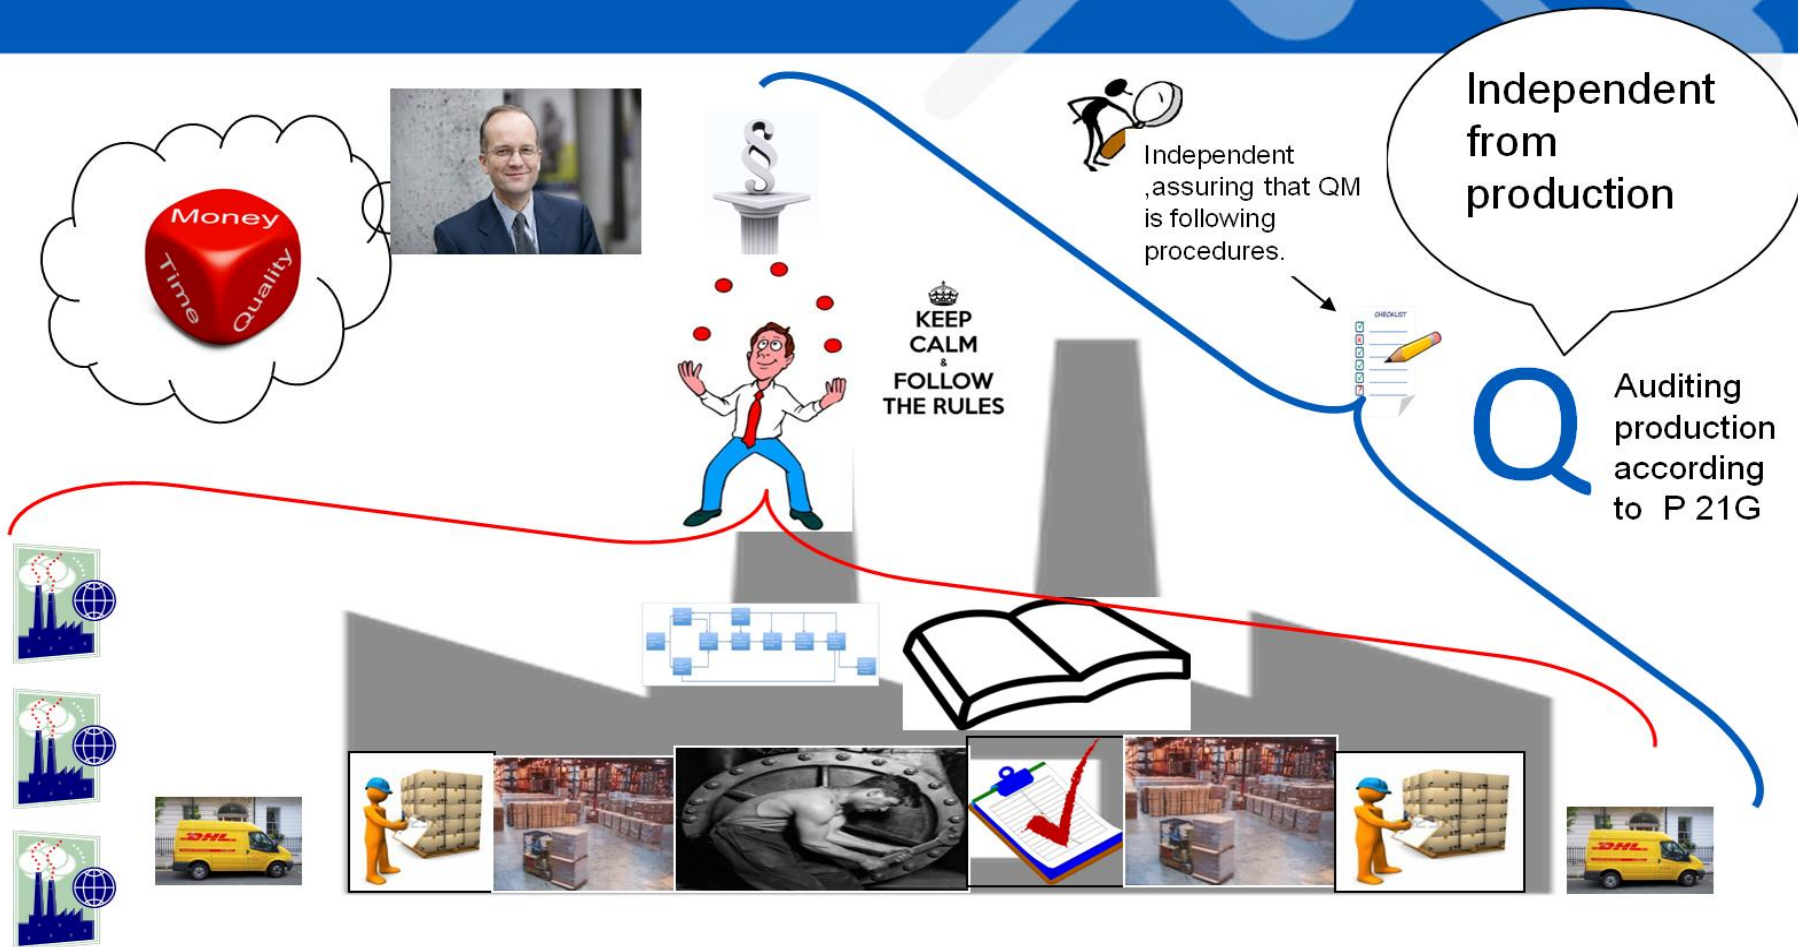 Money
Time
Quality
Independent
,assuring that QM
is following
procedures.
Independent
from
production
KEEP
CALM
&
FOLLOW
THE RULES
CHECKLIST
Q
Auditing
production
according
to P 21G
§
DHL
DHL